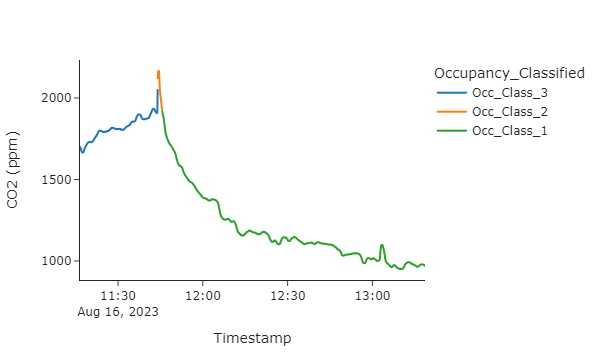 Occupancy_Classified
Occ_Class_3
Occ_Class_2
Occ_Class_1
CO2 (ppm)
2000
1500
1000
11:30
12:00
12:30
13:00
Aug 16, 2023
Timestamp